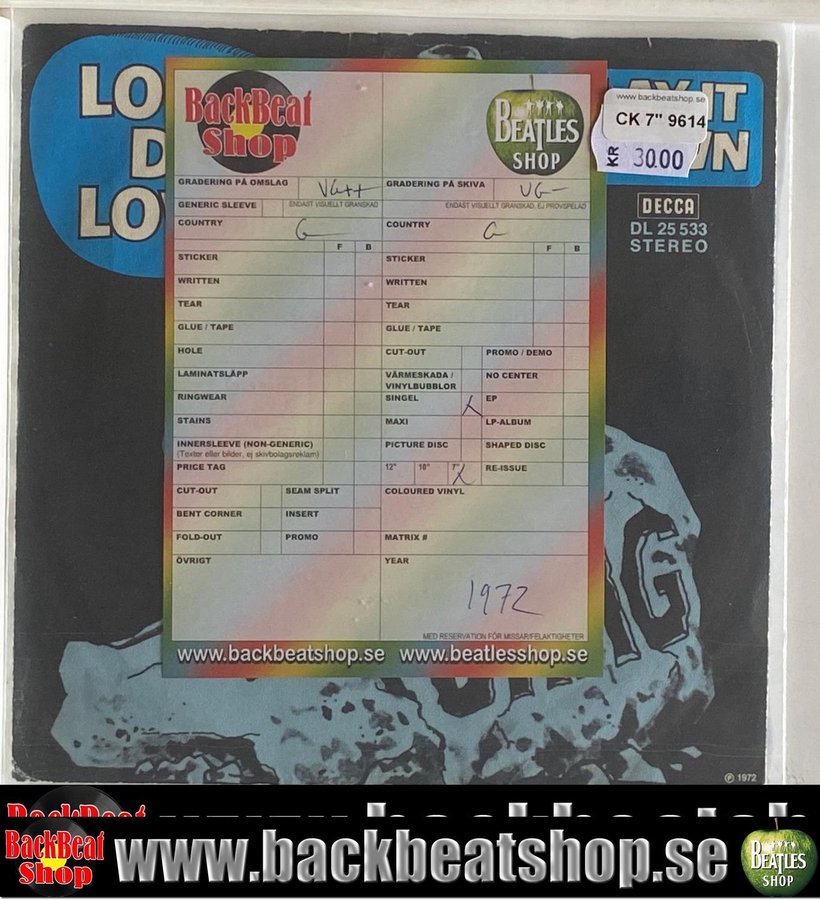 LO
D
LO
AY IT
WN
www.backbeatshop.se
CK 7" 9614
KR 30.00
DECCA
DL 25 533
STEREO
BackBeat
Shop
BEATLES
SHOP
GRADERING PÅ OMSLAG VG++
GRADERING PÅ SKIVA VG-
GENERIC SLEEVE ENDAST VISUELLT GRANSKAD
ENDAST VISUELLT GRANSKAD, EJ PROVSPELAD
COUNTRY G
COUNTRY G
F B
F B
STICKER
STICKER
WRITTEN
WRITTEN
TEAR
TEAR
GLUE / TAPE
GLUE / TAPE
HOLE
CUT-OUT PROMO / DEMO
LAMINATSLÄPP
VÄRMESKADA /
VINYLBUBBLOR
NO CENTER
RINGWEAR
SINGEL X EP
STAINS
MAXI LP-ALBUM
INNERSLEEVE (NON-GENERIC)
(Texter eller bilder, ej skivbolagsreklam)
PICTURE DISC SHAPED DISC
PRICE TAG
12" 10" 7" X RE-ISSUE
CUT-OUT SEAM SPLIT
COLOURED VINYL
BENT CORNER INSERT
FOLD-OUT PROMO
MATRIX #
ÖVRIGT
YEAR
1972
MED RESERVATION FÖR MISSAR/FELAKTIGHETER
www.backbeatshop.se www.beatlesshop.se
℗ 1972
BackBeat
BackBeat
Shop
www.backbeatshop.se
BEATLES
SHOP